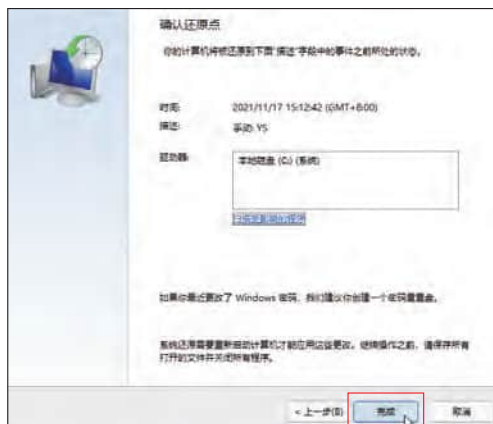 确认还原点
你的计算机将被还原到下面“描述”字段中的事件之前所处的状态。
时间: 2021/11/17 15:12:42 (GMT+8:00)
描述: 手动: YS
驱动器: 本地磁盘 (C:) (系统)
扫描受影响的程序
如果你最近更改了 Windows 密码，我们建议你创建一个密码重置盘。
系统还原需要重新启动计算机才能应用这些更改。继续操作之前，请保存所有
打开的文件并关闭所有程序。
< 上一步(B) 完成 取消